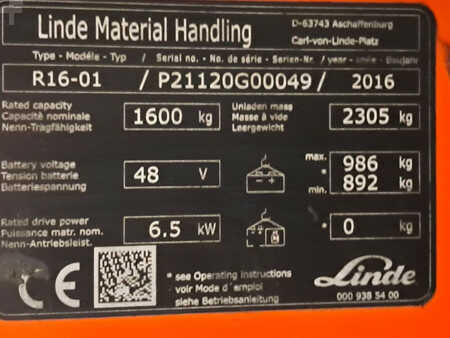 Linde Material Handling
D-63743 Aschaffenburg
Carl-von-Linde-Platz
Type - Modèle - Typ / Serial no. - No. de série - Serien-Nr. / year - année - Baujahr
R16-01 / P21120G00049 / 2016
Rated capacity
Capacité nominale
Nenn-Tragfähigkeit
1600 kg
Unladen mass
Masse à vide
Leergewicht
2305 kg
Battery voltage
Tension batterie
Batteriespannung
48 V
max. 986 kg
*
min. 892 kg
Rated drive power
Puissance matr. nom.
Nenn-Antriebsleist.
6.5 kW
* 0 kg
CE
* see Operating Instructions
voir Mode d'emploi
siehe Betriebsanleitung
Linde
000 938 54 00